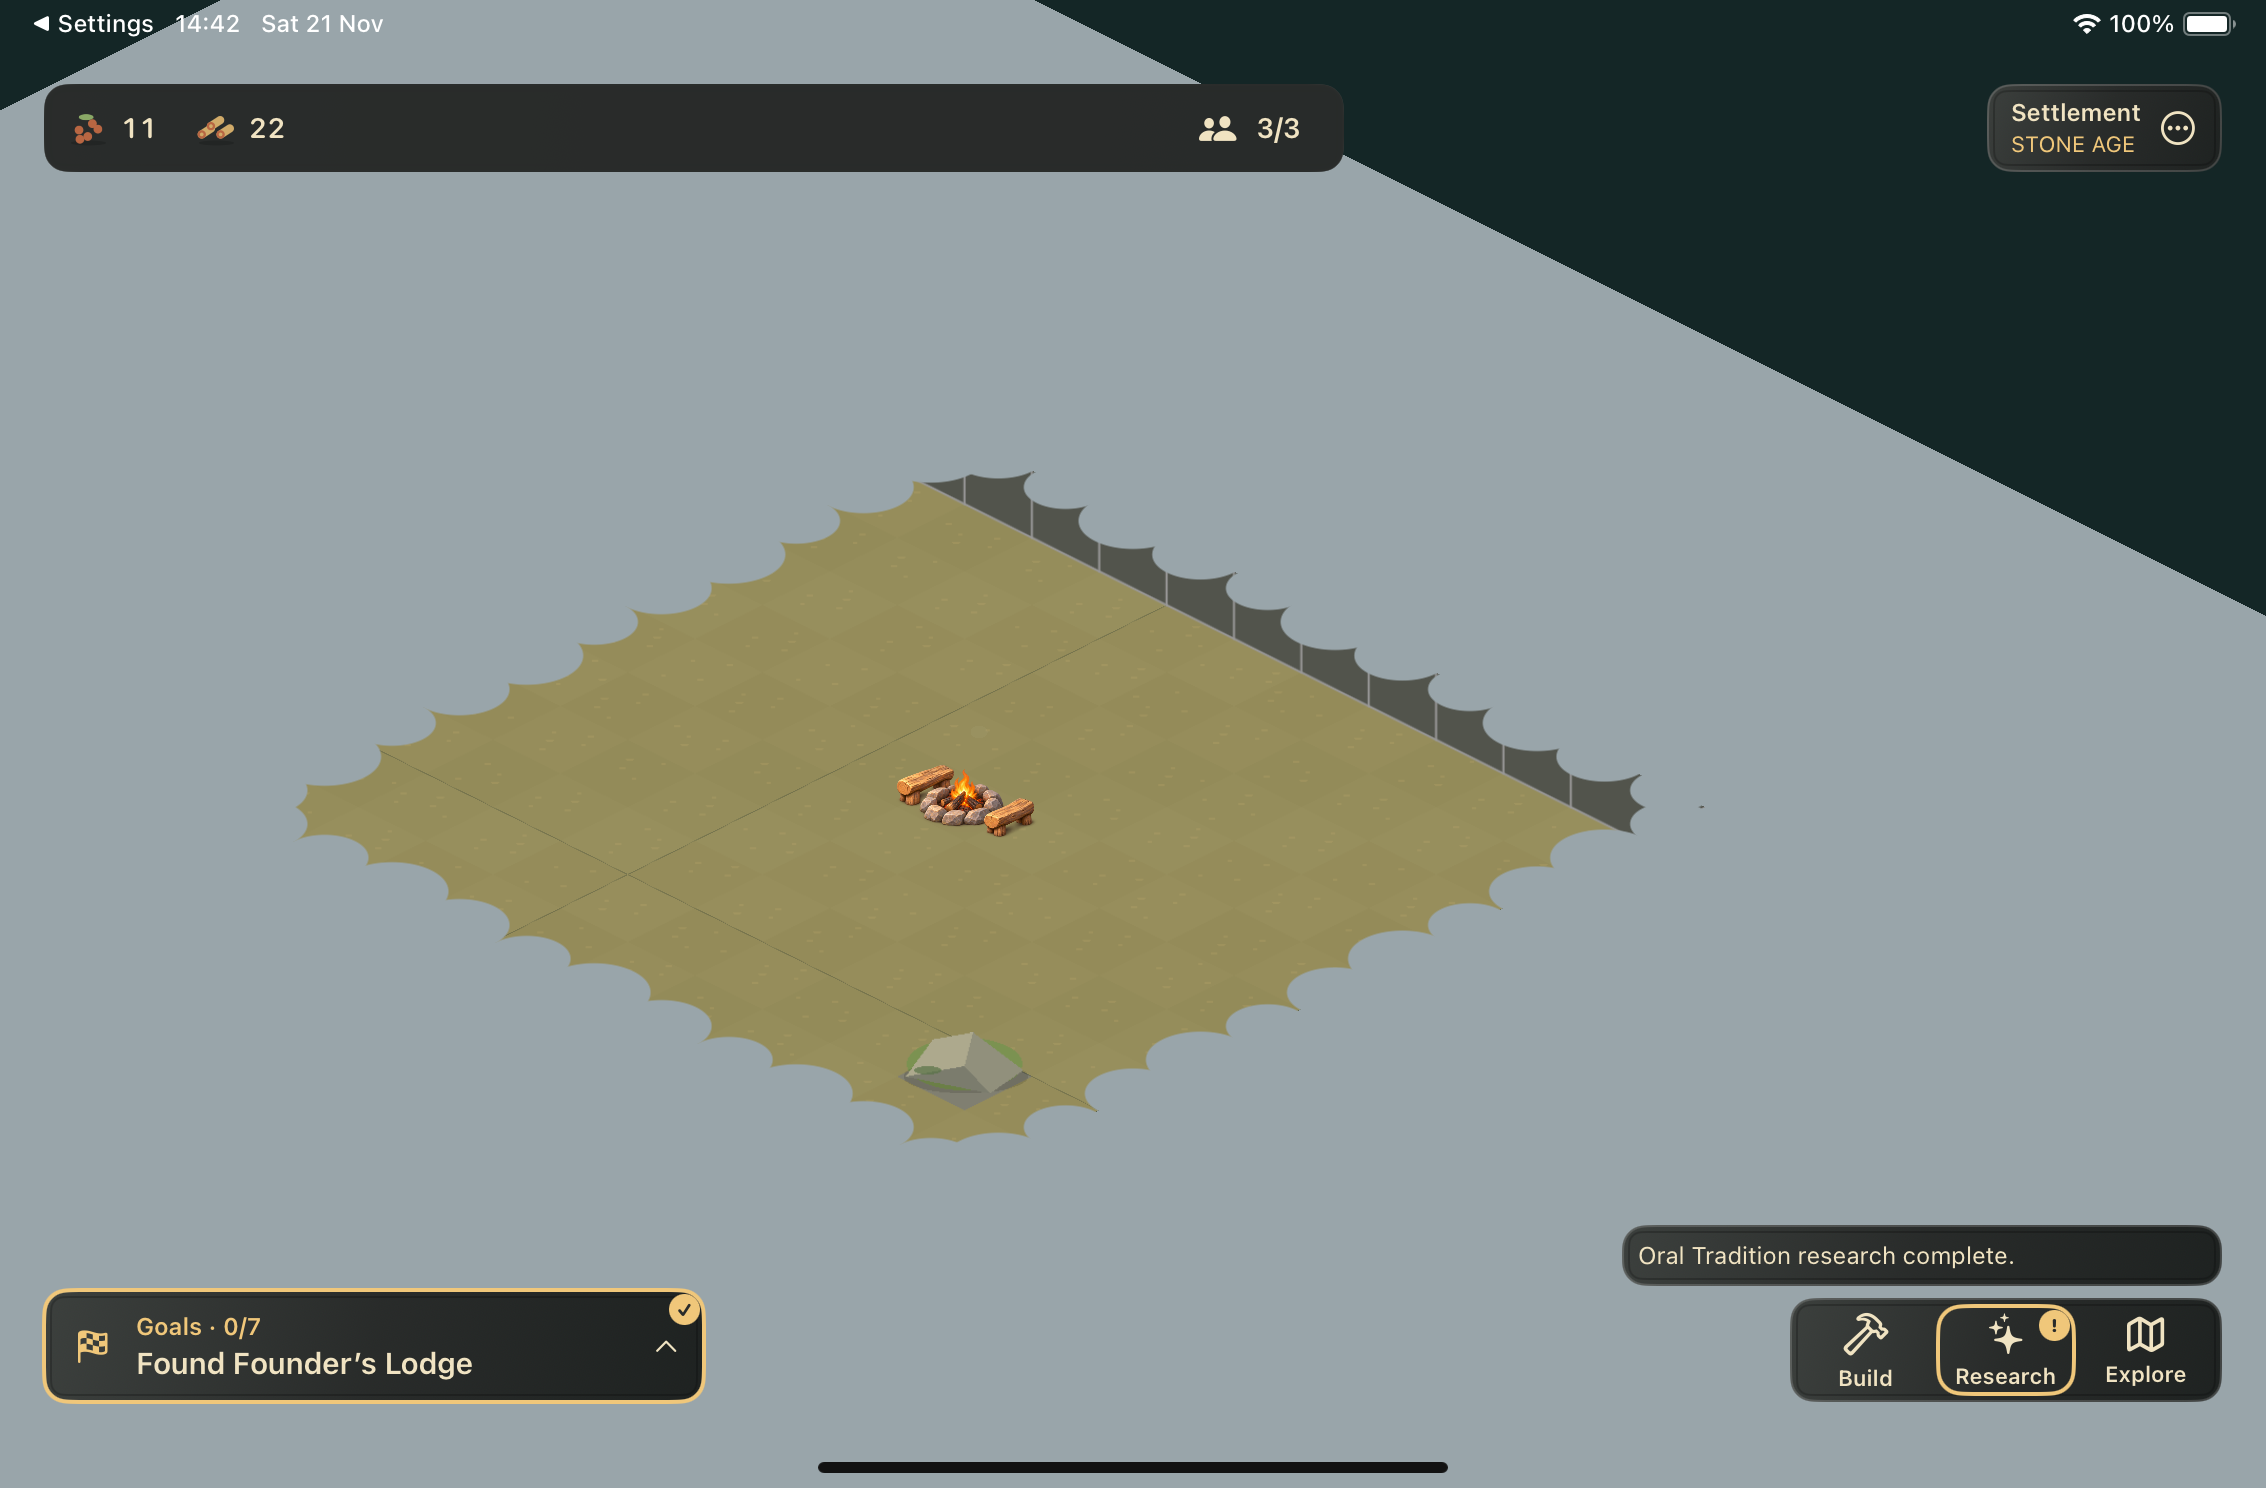 Settings 14:42 Sat 21 Nov 100%
11 22 3/3
Settlement
STONE AGE
Oral Tradition research complete.
Goals · 0/7
Found Founder’s Lodge
Build Research Explore